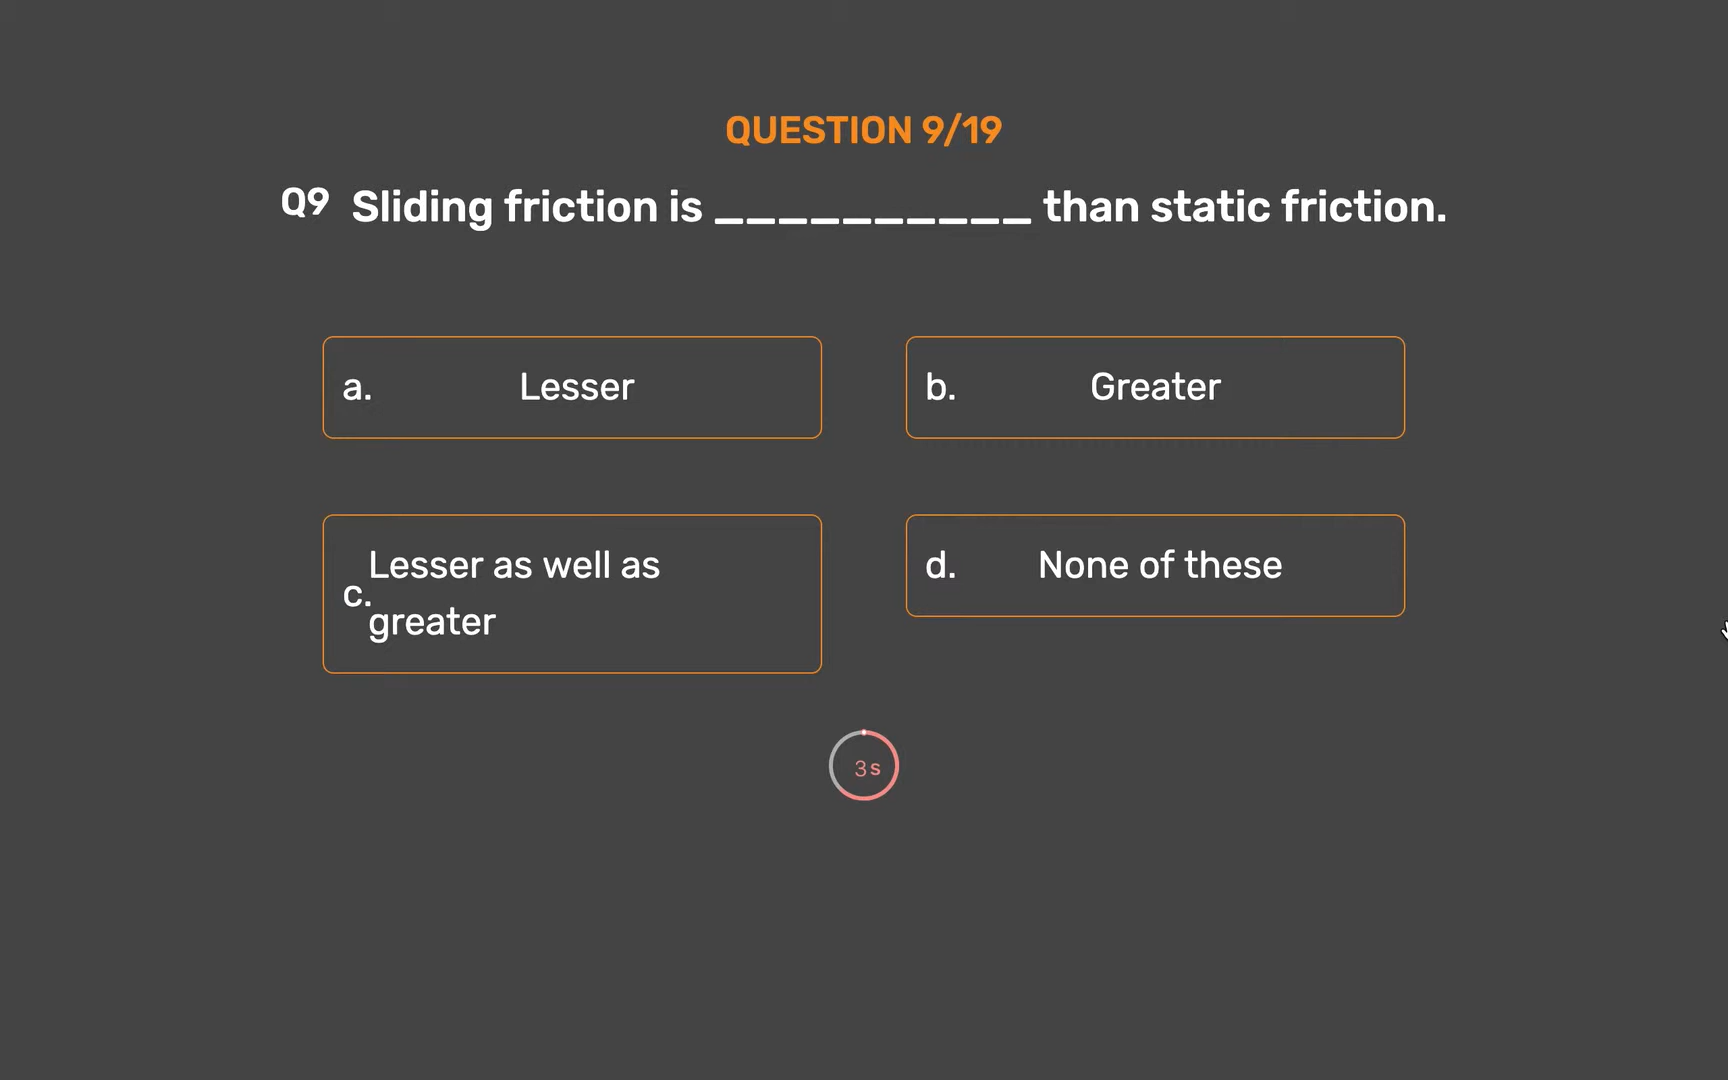 QUESTION 9/19
Q9 Sliding friction is __________ than static friction.
a. Lesser
b. Greater
c. Lesser as well as
greater
d. None of these
3s